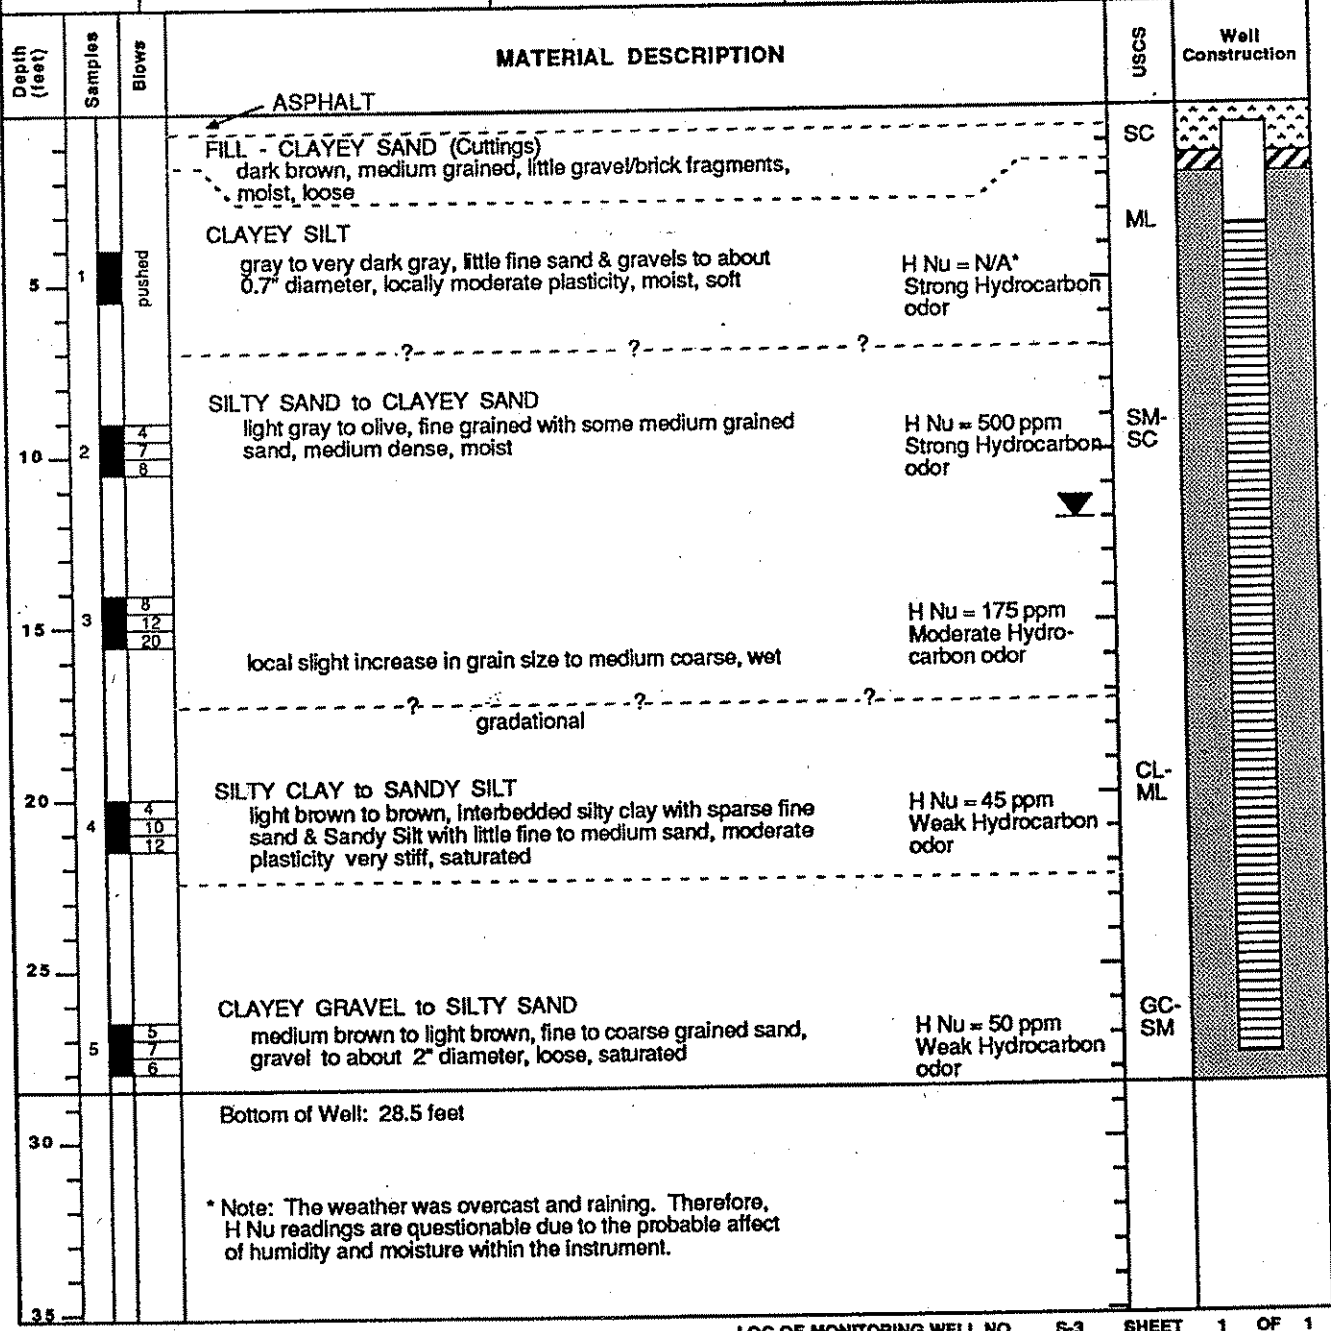 Depth (feet)
Samples
Blows
MATERIAL DESCRIPTION
USCS
Well Construction
ASPHALT
FILL - CLAYEY SAND (Cuttings)
dark brown, medium grained, little gravel/brick fragments,
moist, loose
SC
CLAYEY SILT
gray to very dark gray, little fine sand & gravels to about
0.7" diameter, locally moderate plasticity, moist, soft
H Nu = N/A*
Strong Hydrocarbon
odor
ML
5
1
pushed
? ? ?
SILTY SAND to CLAYEY SAND
light gray to olive, fine grained with some medium grained
sand, medium dense, moist
H Nu = 500 ppm
Strong Hydrocarbon
odor
SM-
SC
10
2
4
7
8
15
3
8
12
20
H Nu = 175 ppm
Moderate Hydro-
carbon odor
local slight increase in grain size to medium coarse, wet
? ? ?
gradational
SILTY CLAY to SANDY SILT
light brown to brown, interbedded silty clay with sparse fine
sand & Sandy Silt with little fine to medium sand, moderate
plasticity very stiff, saturated
H Nu = 45 ppm
Weak Hydrocarbon
odor
CL-
ML
20
4
4
10
12
25
CLAYEY GRAVEL to SILTY SAND
medium brown to light brown, fine to coarse grained sand,
gravel to about 2" diameter, loose, saturated
H Nu = 50 ppm
Weak Hydrocarbon
odor
GC-
SM
5
5
7
6
Bottom of Well: 28.5 feet
30
* Note: The weather was overcast and raining. Therefore,
H Nu readings are questionable due to the probable affect
of humidity and moisture within the instrument.
35
LOG OF MONITORING WELL NO. S-3 SHEET 1 OF 1